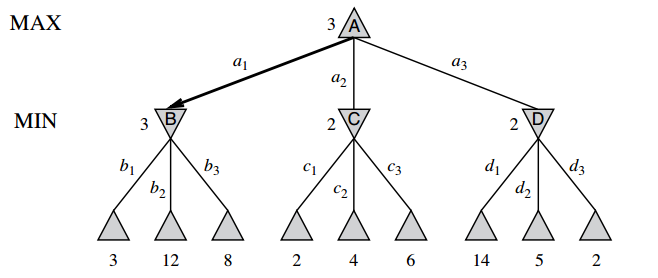 MAX 3 A
a1 a2 a3
MIN 3 B 2 C 2 D
b1 b2 b3 c1 c2 c3 d1 d2 d3
3 12 8 2 4 6 14 5 2